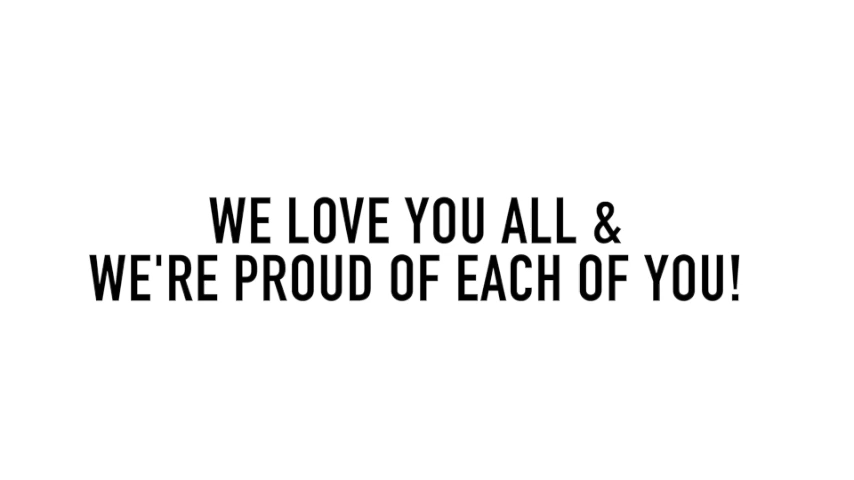 WE LOVE YOU ALL &
WE'RE PROUD OF EACH OF YOU!